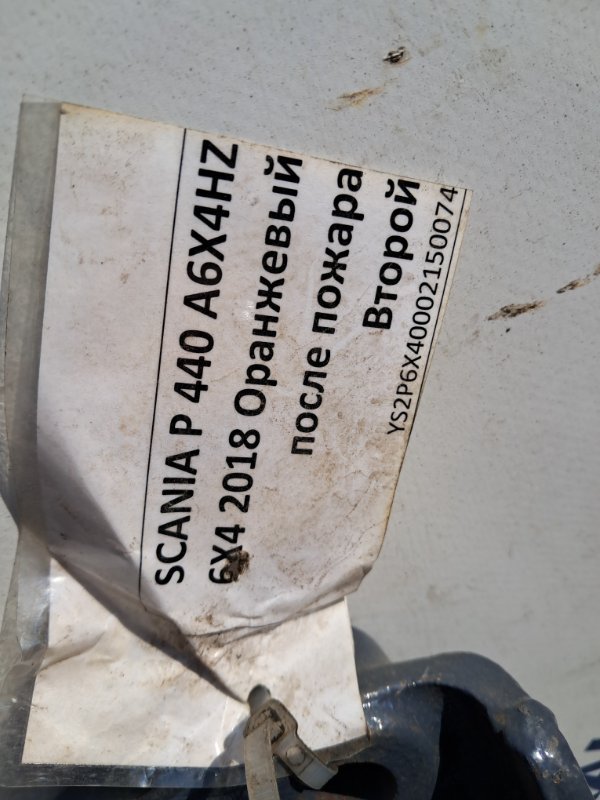 SCANIA P 440 A6X4HZ
6X4 2018 Оранжевый
после пожара
Второй
YS2P6X40002150074